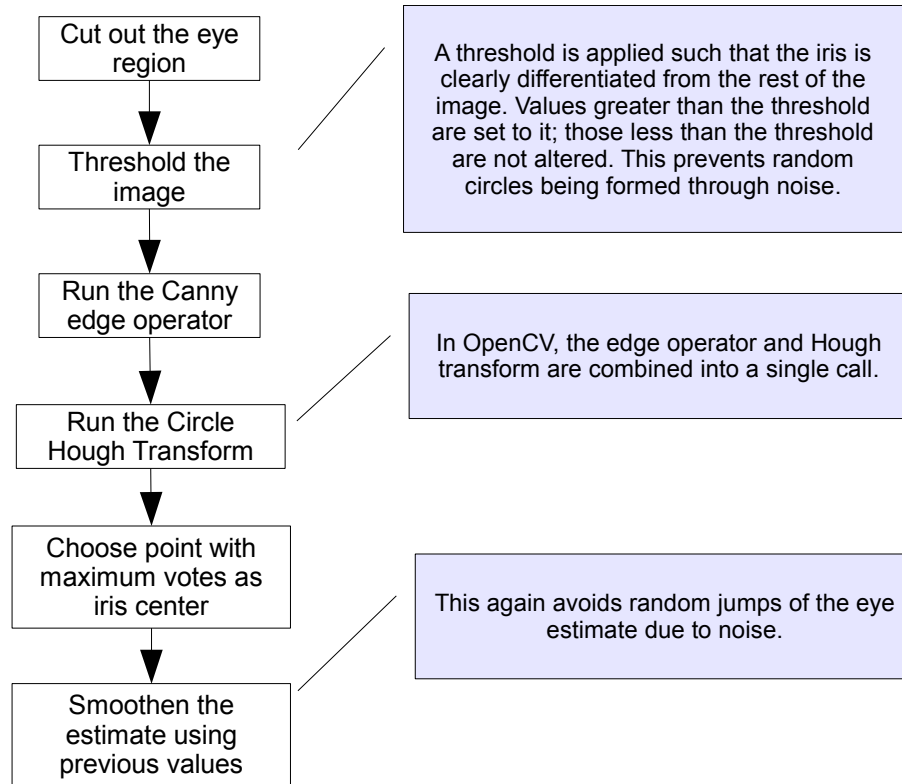 Cut out the eye
region
A threshold is applied such that the iris is
clearly differentiated from the rest of the
image. Values greater than the threshold
are set to it; those less than the threshold
are not altered. This prevents random
circles being formed through noise.
Threshold the
image
Run the Canny
edge operator
In OpenCV, the edge operator and Hough
transform are combined into a single call.
Run the Circle
Hough Transform
Choose point with
maximum votes as
iris center
This again avoids random jumps of the eye
estimate due to noise.
Smoothen the
estimate using
previous values